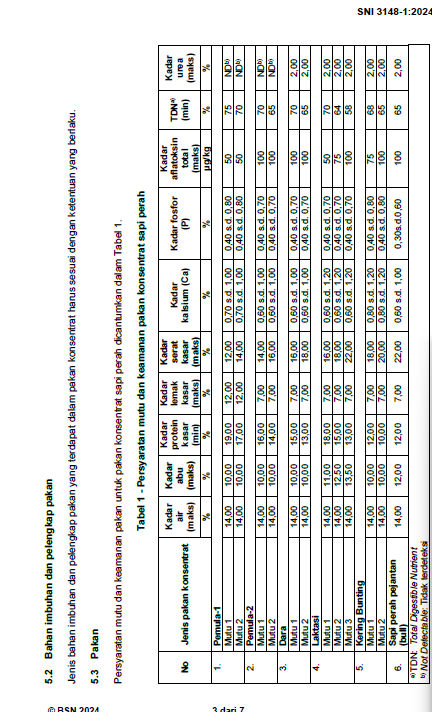 SNI 3148-1:2024
5.2 Bahan imbuhan dan pelengkap pakan
Jenis bahan imbuhan dan pelengkap pakan yang terdapat dalam pakan konsentrat harus sesuai dengan ketentuan yang berlaku.
5.3 Pakan
Persyaratan mutu dan keamanan pakan untuk pakan konsentrat sapi perah dicantumkan dalam Tabel 1.
Tabel 1 - Persyaratan mutu dan keamanan pakan konsentrat sapi perah
No Jenis pakan konsentrat Kadar air (maks) Kadar abu (maks) Kadar protein kasar (min) Kadar lemak kasar (maks) Kadar serat kasar (maks) Kadar kalsium (Ca) Kadar fosfor (P) Kadar aflatoksin total (maks) TDNᵃ⁾ (min) Kadar urea (maks)
% % % % % % % µg/kg % %
1. Pemula-1
Mutu 1 14,00 10,00 19,00 12,00 12,00 0,70 s.d. 1,00 0,40 s.d. 0,80 50 75 NDᵇ⁾
Mutu 2 14,00 10,00 17,00 12,00 14,00 0,70 s.d. 1,00 0,40 s.d. 0,80 50 70 NDᵇ⁾
2. Pemula-2
Mutu 1 14,00 10,00 16,00 7,00 14,00 0,60 s.d. 1,00 0,40 s.d. 0,70 100 70 NDᵇ⁾
Mutu 2 14,00 10,00 14,00 7,00 16,00 0,60 s.d. 1,00 0,40 s.d. 0,70 100 65 NDᵇ⁾
3. Dara
Mutu 1 14,00 10,00 15,00 7,00 16,00 0,60 s.d. 1,00 0,40 s.d. 0,70 100 70 2,00
Mutu 2 14,00 10,00 13,00 7,00 18,00 0,60 s.d. 1,00 0,40 s.d. 0,70 100 65 2,00
4. Laktasi
Mutu 1 14,00 11,00 18,00 7,00 16,00 0,60 s.d. 1,20 0,40 s.d. 0,70 50 70 2,00
Mutu 2 14,00 12,50 15,00 7,00 18,00 0,60 s.d. 1,20 0,40 s.d. 0,70 75 64 2,00
Mutu 3 14,00 13,50 13,00 7,00 22,00 0,60 s.d. 1,20 0,40 s.d. 0,70 100 58 2,00
5. Kering Bunting
Mutu 1 14,00 10,00 12,00 7,00 18,00 0,80 s.d. 1,20 0,40 s.d. 0,80 75 68 2,00
Mutu 2 14,00 10,00 10,00 7,00 20,00 0,80 s.d. 1,20 0,40 s.d. 0,80 100 65 2,00
6. Sapi perah pejantan (bull) 14,00 12,00 12,00 7,00 22,00 0,60 s.d. 1,00 0,30s.d.0,60 100 65 2,00
ᵃ⁾TDN: Total Digestible Nutrient
ᵇ⁾ Not Detectable: Tidak terdeteksi
© BSN 2024
3 dari 7